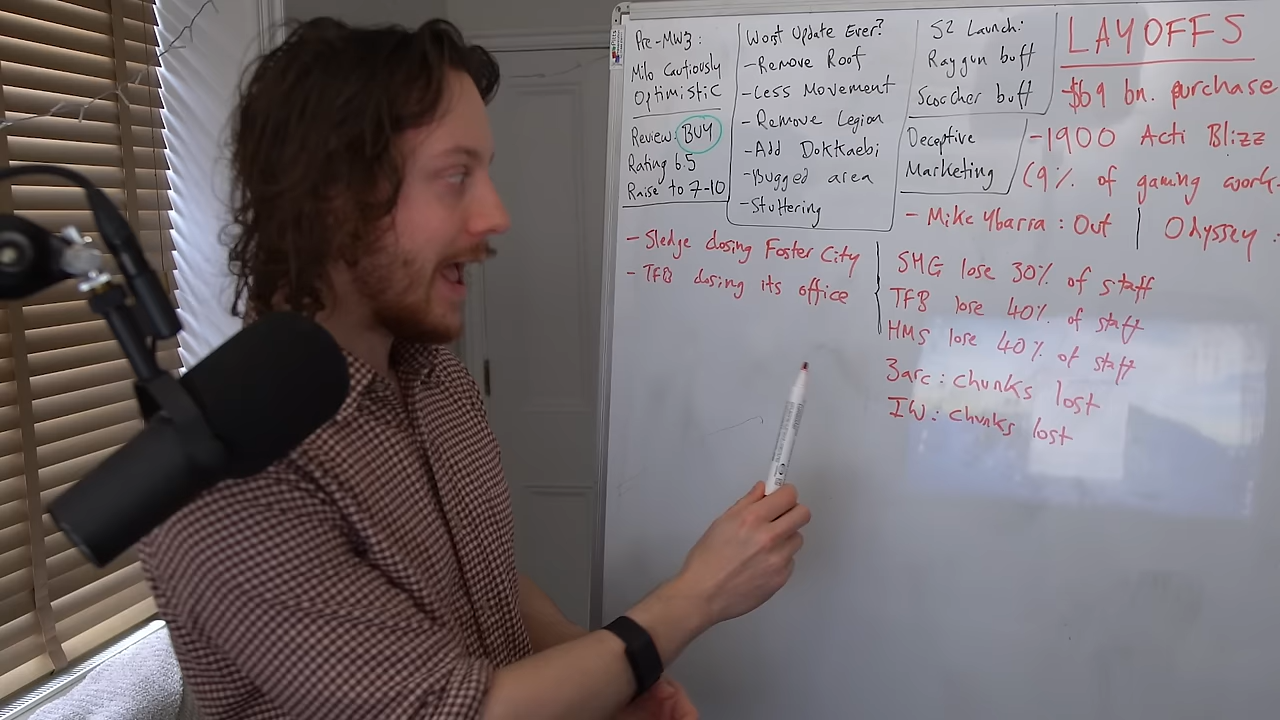 Pre-MW3:
Milo Cautiously
Optimistic
Review: BUY
Rating 6.5
Raise to 7-10
Worst Update Ever?
- Remove Roof
- Less Movement
- Remove Legion
- Add Dokkaebi
- Bugged area
- Stuttering
S2 Launch:
Raygun buff
Scorcher buff
Deceptive
Marketing
LAYOFFS
- $69 bn. purchase
- 1900 Acti Blizz
(9% of gaming work-
- Mike Ybarra: Out | Odyssey :
- Sledge closing Foster City
- TFB closing its office
SHG lose 30% of staff
TFB lose 40% of staff
HMS lose 40% of staff
3arc: chunks lost
IW: chunks lost